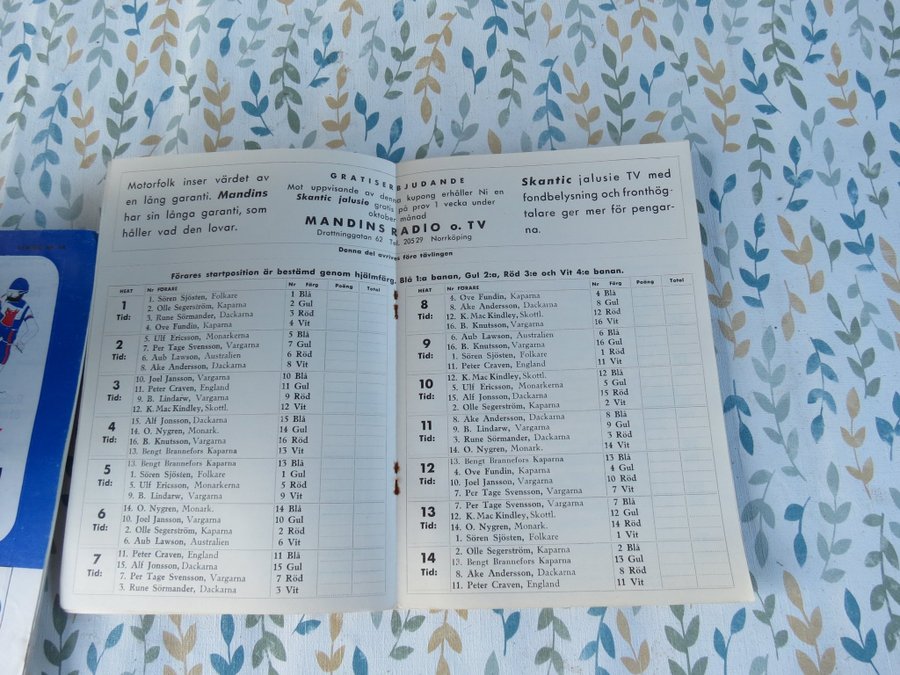 Motorfolk inser värdet av
en lång garanti. Mandins
har sin långa garanti, som
håller vad den lovar.
GRATISERBJUDANDE
Mot uppvisande av denna kupong erhåller Ni en
Skantic jalusie gratis på prov 1 vecka under
oktober månad
MANDINS RADIO o. TV
Drottninggatan 62 Tel. 205 29 Norrköping
Denna del avrives före tävlingen
Skantic jalusie TV med
fondbelysning och fronthög-
talare ger mer för pengar-
na.
Förares startposition är bestämd genom hjälmfärg. Blå 1:a banan, Gul 2:a, Röd 3:e och Vit 4:e banan.
HEAT Nr FÖRARE Nr Färg Poäng Total
1 Tid:
1. Sören Sjösten, Folkare 1 Blå
2. Olle Segerström, Kaparna 2 Gul
3. Rune Sörmander, Dackarna 3 Röd
4. Ove Fundin, Kaparna 4 Vit
2 Tid:
5. Ulf Ericsson, Monarkerna 5 Blå
7. Per Tage Svensson, Vargarna 7 Gul
6. Aub Lawson, Australien 6 Röd
8. Ake Andersson, Dackarna 8 Vit
3 Tid:
10. Joel Jansson, Vargarna 10 Blå
11. Peter Craven, England 11 Gul
9. B. Lindarw, Vargarna 9 Röd
12. K. Mac Kindley, Skottl. 12 Vit
4 Tid:
15. Alf Jonsson, Dackarna 15 Blå
14. O. Nygren, Monark. 14 Gul
16. B. Knutsson, Vargarna 16 Röd
13. Bengt Brannefors Kaparna 13 Vit
5 Tid:
13. Bengt Brannefors Kaparna 13 Blå
1. Sören Sjösten, Folkare 1 Gul
5. Ulf Ericson, Monarkerna 5 Röd
9. B. Lindarw, Vargarna 9 Vit
6 Tid:
14. O. Nygren, Monark. 14 Blå
10. Joel Jansson, Vargarna 10 Gul
2. Olle Segerström, Kaparna 2 Röd
6. Aub Lawson, Australien 6 Vit
7 Tid:
11. Peter Craven, England 11 Blå
15. Alf Jonsson, Dackarna 15 Gul
7. Per Tage Svensson, Vargarna 7 Röd
3. Rune Sörmander, Dackarna 3 Vit
HEAT Nr FÖRARE Nr Färg Poäng Total
8 Tid:
4. Ove Fundin, Kaparna 4 Blå
8. Ake Andersson, Dackarna 8 Gul
12. K. Mac Kindley, Skottl. 12 Röd
16. B. Knutsson, Vargarna 16 Vit
9 Tid:
6. Aub Lawson, Australien 6 Blå
16. B. Knutsson, Vargarna 16 Gul
1. Sören Sjösten, Folkare 1 Röd
11. Peter Craven, England 11 Vit
10 Tid:
12. K. Mac Kindley, Skottl. 12 Blå
5. Ulf Ericsson, Monarkerna 5 Gul
15. Alf Jonsson, Dackarna 15 Röd
2. Olle Segerström, Kaparna 2 Vit
11 Tid:
8. Ake Andersson, Dackarna 8 Blå
9. B. Lindarw, Vargarna 9 Gul
3. Rune Sörmander, Dackarna 3 Röd
14. O. Nygren, Monark 14 Vit
12 Tid:
13. Bengt Brannefors Kaparna 13 Blå
4. Ove Fundin, Kaparna 4 Gul
10. Joel Jansson, Vargarna 10 Röd
7. Per Tage Svensson, Vargarna 7 Vit
13 Tid:
7. Per Tage Svensson, Vargarna 7 Blå
12. K. Mac Kindley, Skottl. 12 Gul
14. O. Nygren, Monark. 14 Röd
1. Sören Sjösten, Folkare 1 Vit
14 Tid:
2. Olle Segerström, Kaparna 2 Blå
13. Bengt Brannefors Kaparna 13 Gul
8. Ake Andersson, Dackarna 8 Röd
11. Peter Craven, England 11 Vit